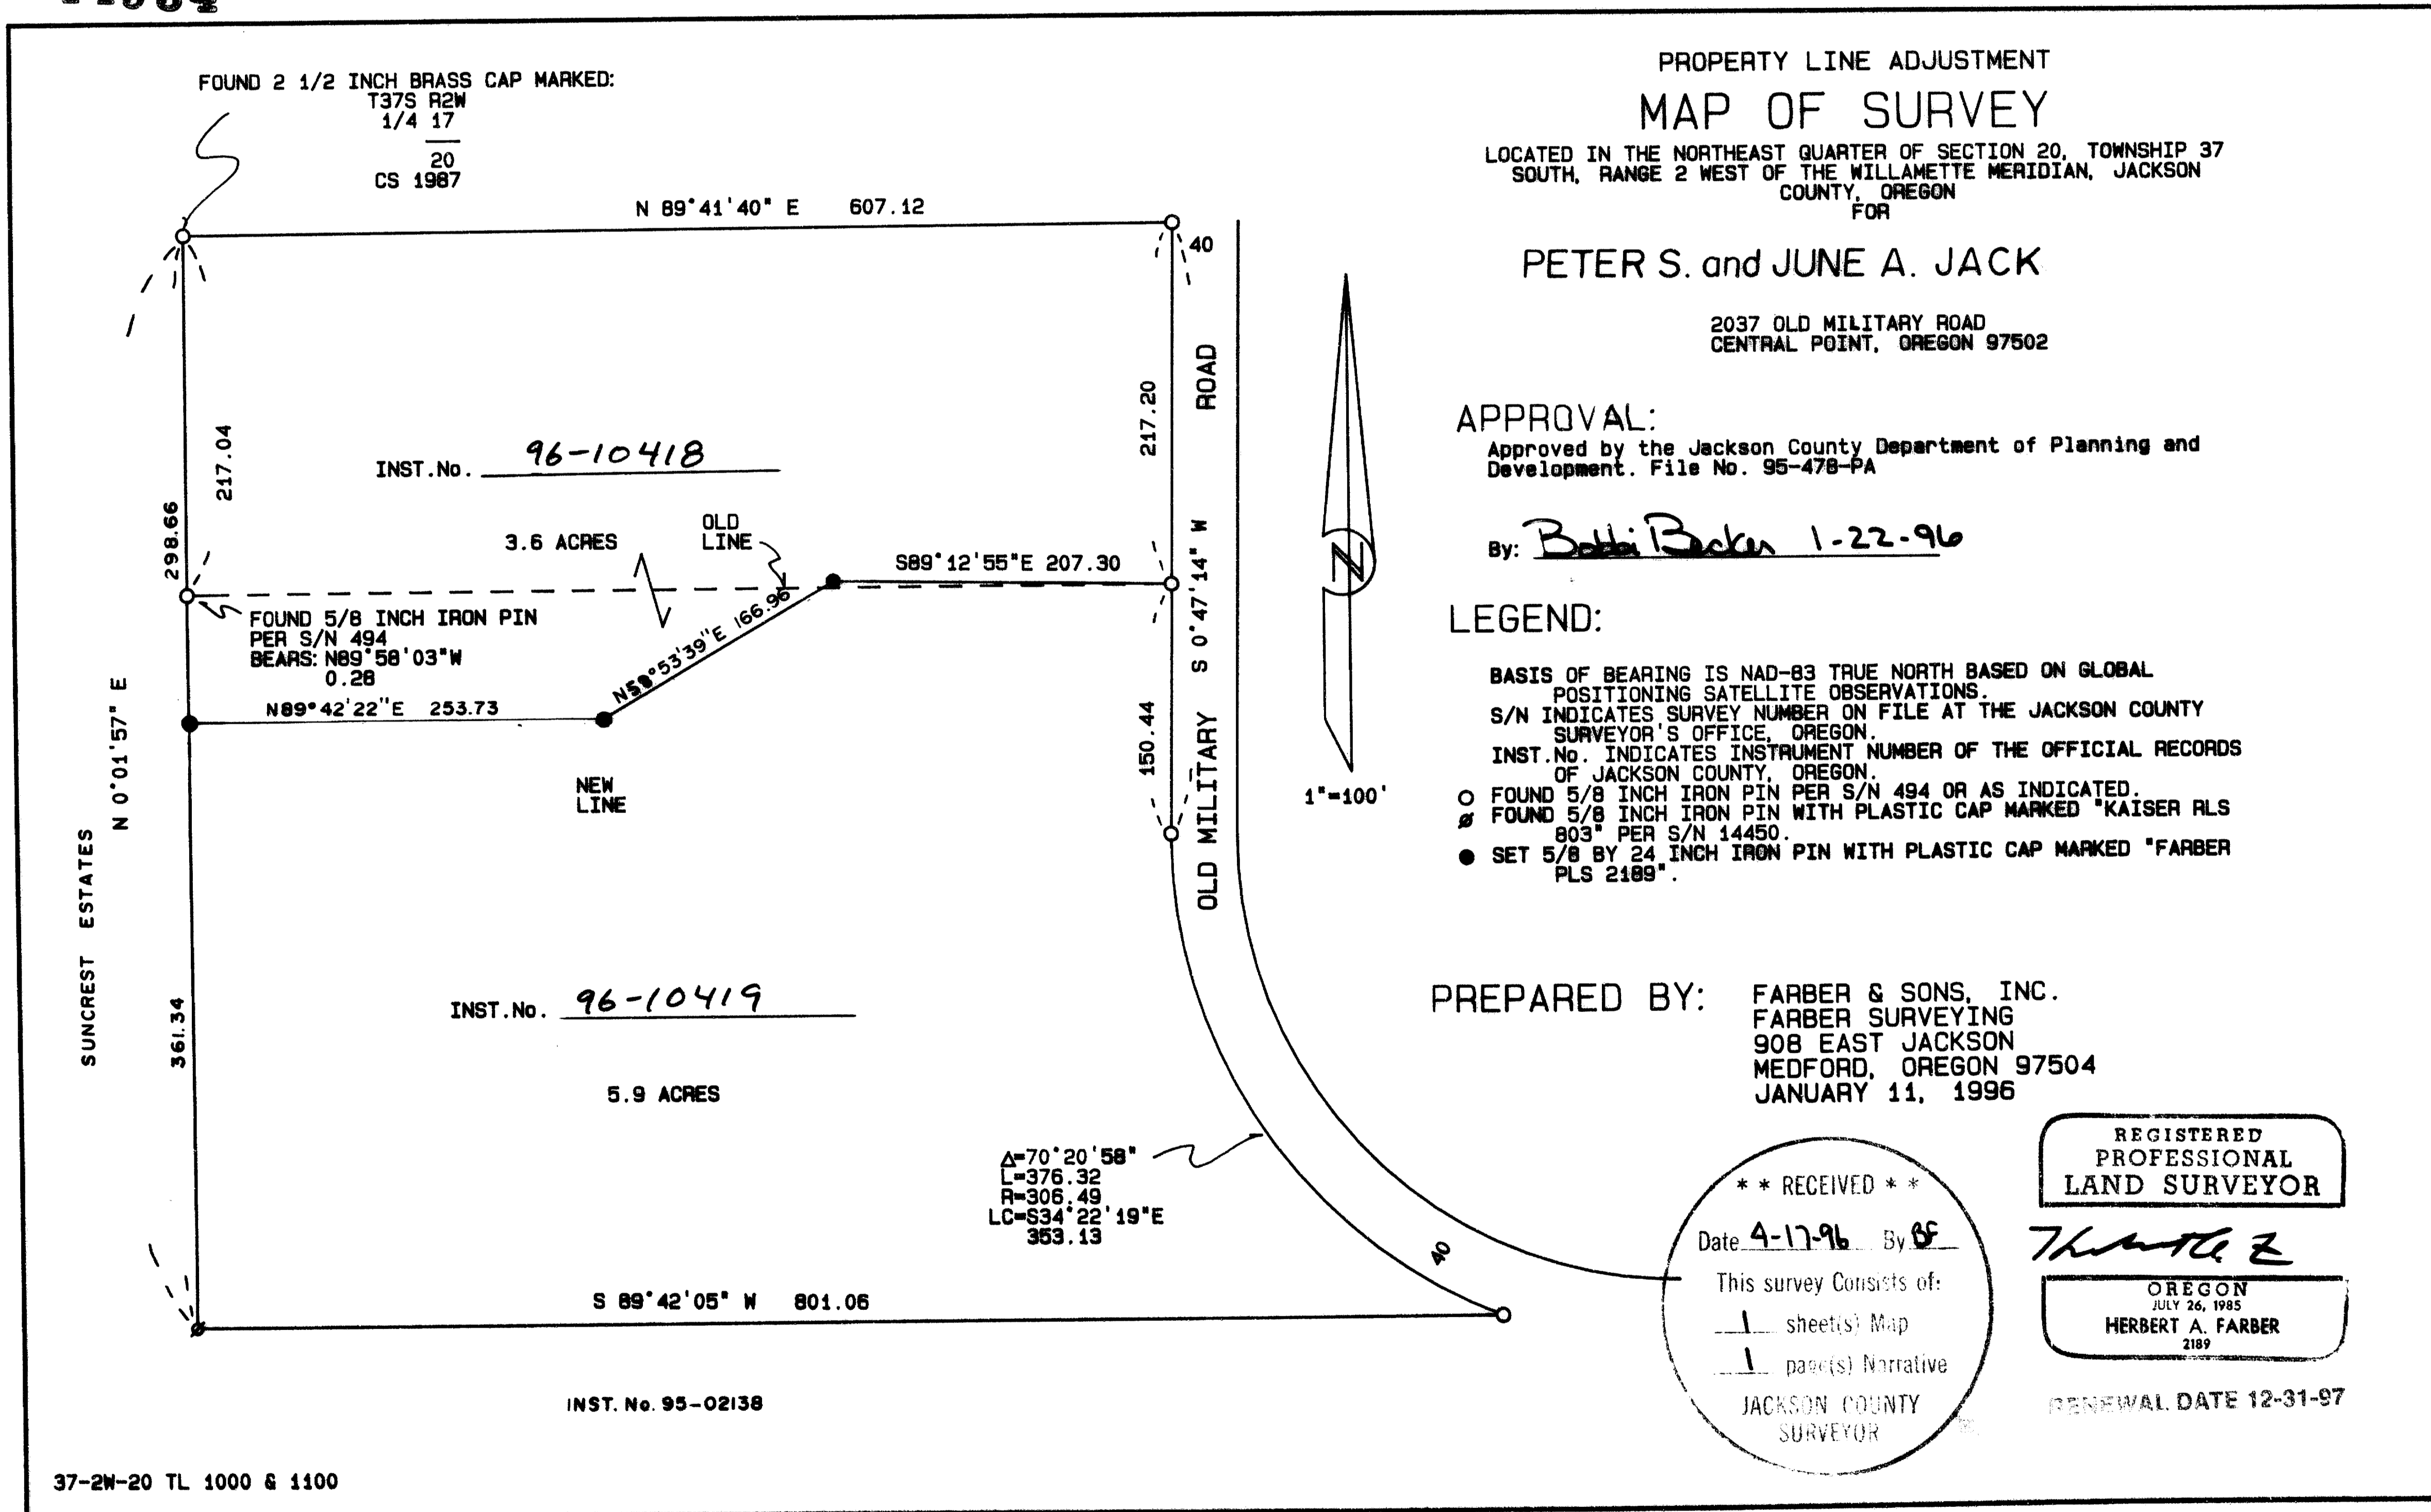 FOUND 2 1/2 INCH BRASS CAP MARKED:
T37S R2W
1/4 17
20
CS 1987
N 89°41'40" E 607.12
40
217.04
298.66
INST.No. 96-10418
3.6 ACRES
OLD
LINE
S89°12'55"E 207.30
217.20
ROAD
FOUND 5/8 INCH IRON PIN
PER S/N 494
BEARS: N89°58'03"W
0.28
N59°53'39"E 166.96
N89°42'22"E 253.73
NEW
LINE
S 0°47'14" W
150.44
OLD MILITARY
N 0°01'57" E
SUNCREST ESTATES
361.34
INST.No. 96-10419
5.9 ACRES
Δ=70°20'58"
L=376.32
R=306.49
LC=S34°22'19"E
353.13
40
S 89°42'05" W 801.06
INST. No. 95-02138
37-2W-20 TL 1000 & 1100
N
1"=100'
PROPERTY LINE ADJUSTMENT
MAP OF SURVEY
LOCATED IN THE NORTHEAST QUARTER OF SECTION 20, TOWNSHIP 37
SOUTH, RANGE 2 WEST OF THE WILLAMETTE MERIDIAN, JACKSON
COUNTY, OREGON
FOR
PETER S. and JUNE A. JACK
2037 OLD MILITARY ROAD
CENTRAL POINT, OREGON 97502
APPROVAL:
Approved by the Jackson County Department of Planning and
Development. File No. 95-478-PA
By: Bobbi Becker 1-22-96
LEGEND:
BASIS OF BEARING IS NAD-83 TRUE NORTH BASED ON GLOBAL
POSITIONING SATELLITE OBSERVATIONS.
S/N INDICATES SURVEY NUMBER ON FILE AT THE JACKSON COUNTY
SURVEYOR'S OFFICE, OREGON.
INST.No. INDICATES INSTRUMENT NUMBER OF THE OFFICIAL RECORDS
OF JACKSON COUNTY, OREGON.
FOUND 5/8 INCH IRON PIN PER S/N 494 OR AS INDICATED.
FOUND 5/8 INCH IRON PIN WITH PLASTIC CAP MARKED "KAISER RLS
803" PER S/N 14450.
SET 5/8 BY 24 INCH IRON PIN WITH PLASTIC CAP MARKED "FARBER
PLS 2189".
PREPARED BY:
FARBER & SONS, INC.
FARBER SURVEYING
908 EAST JACKSON
MEDFORD, OREGON 97504
JANUARY 11, 1996
* * RECEIVED * *
Date 4-17-96 By BF
This survey Consists of:
1 sheet(s) Map
1 page(s) Narrative
JACKSON COUNTY
SURVEYOR
REGISTERED
PROFESSIONAL
LAND SURVEYOR
OREGON
JULY 26, 1985
HERBERT A. FARBER
2189
RENEWAL DATE 12-31-97